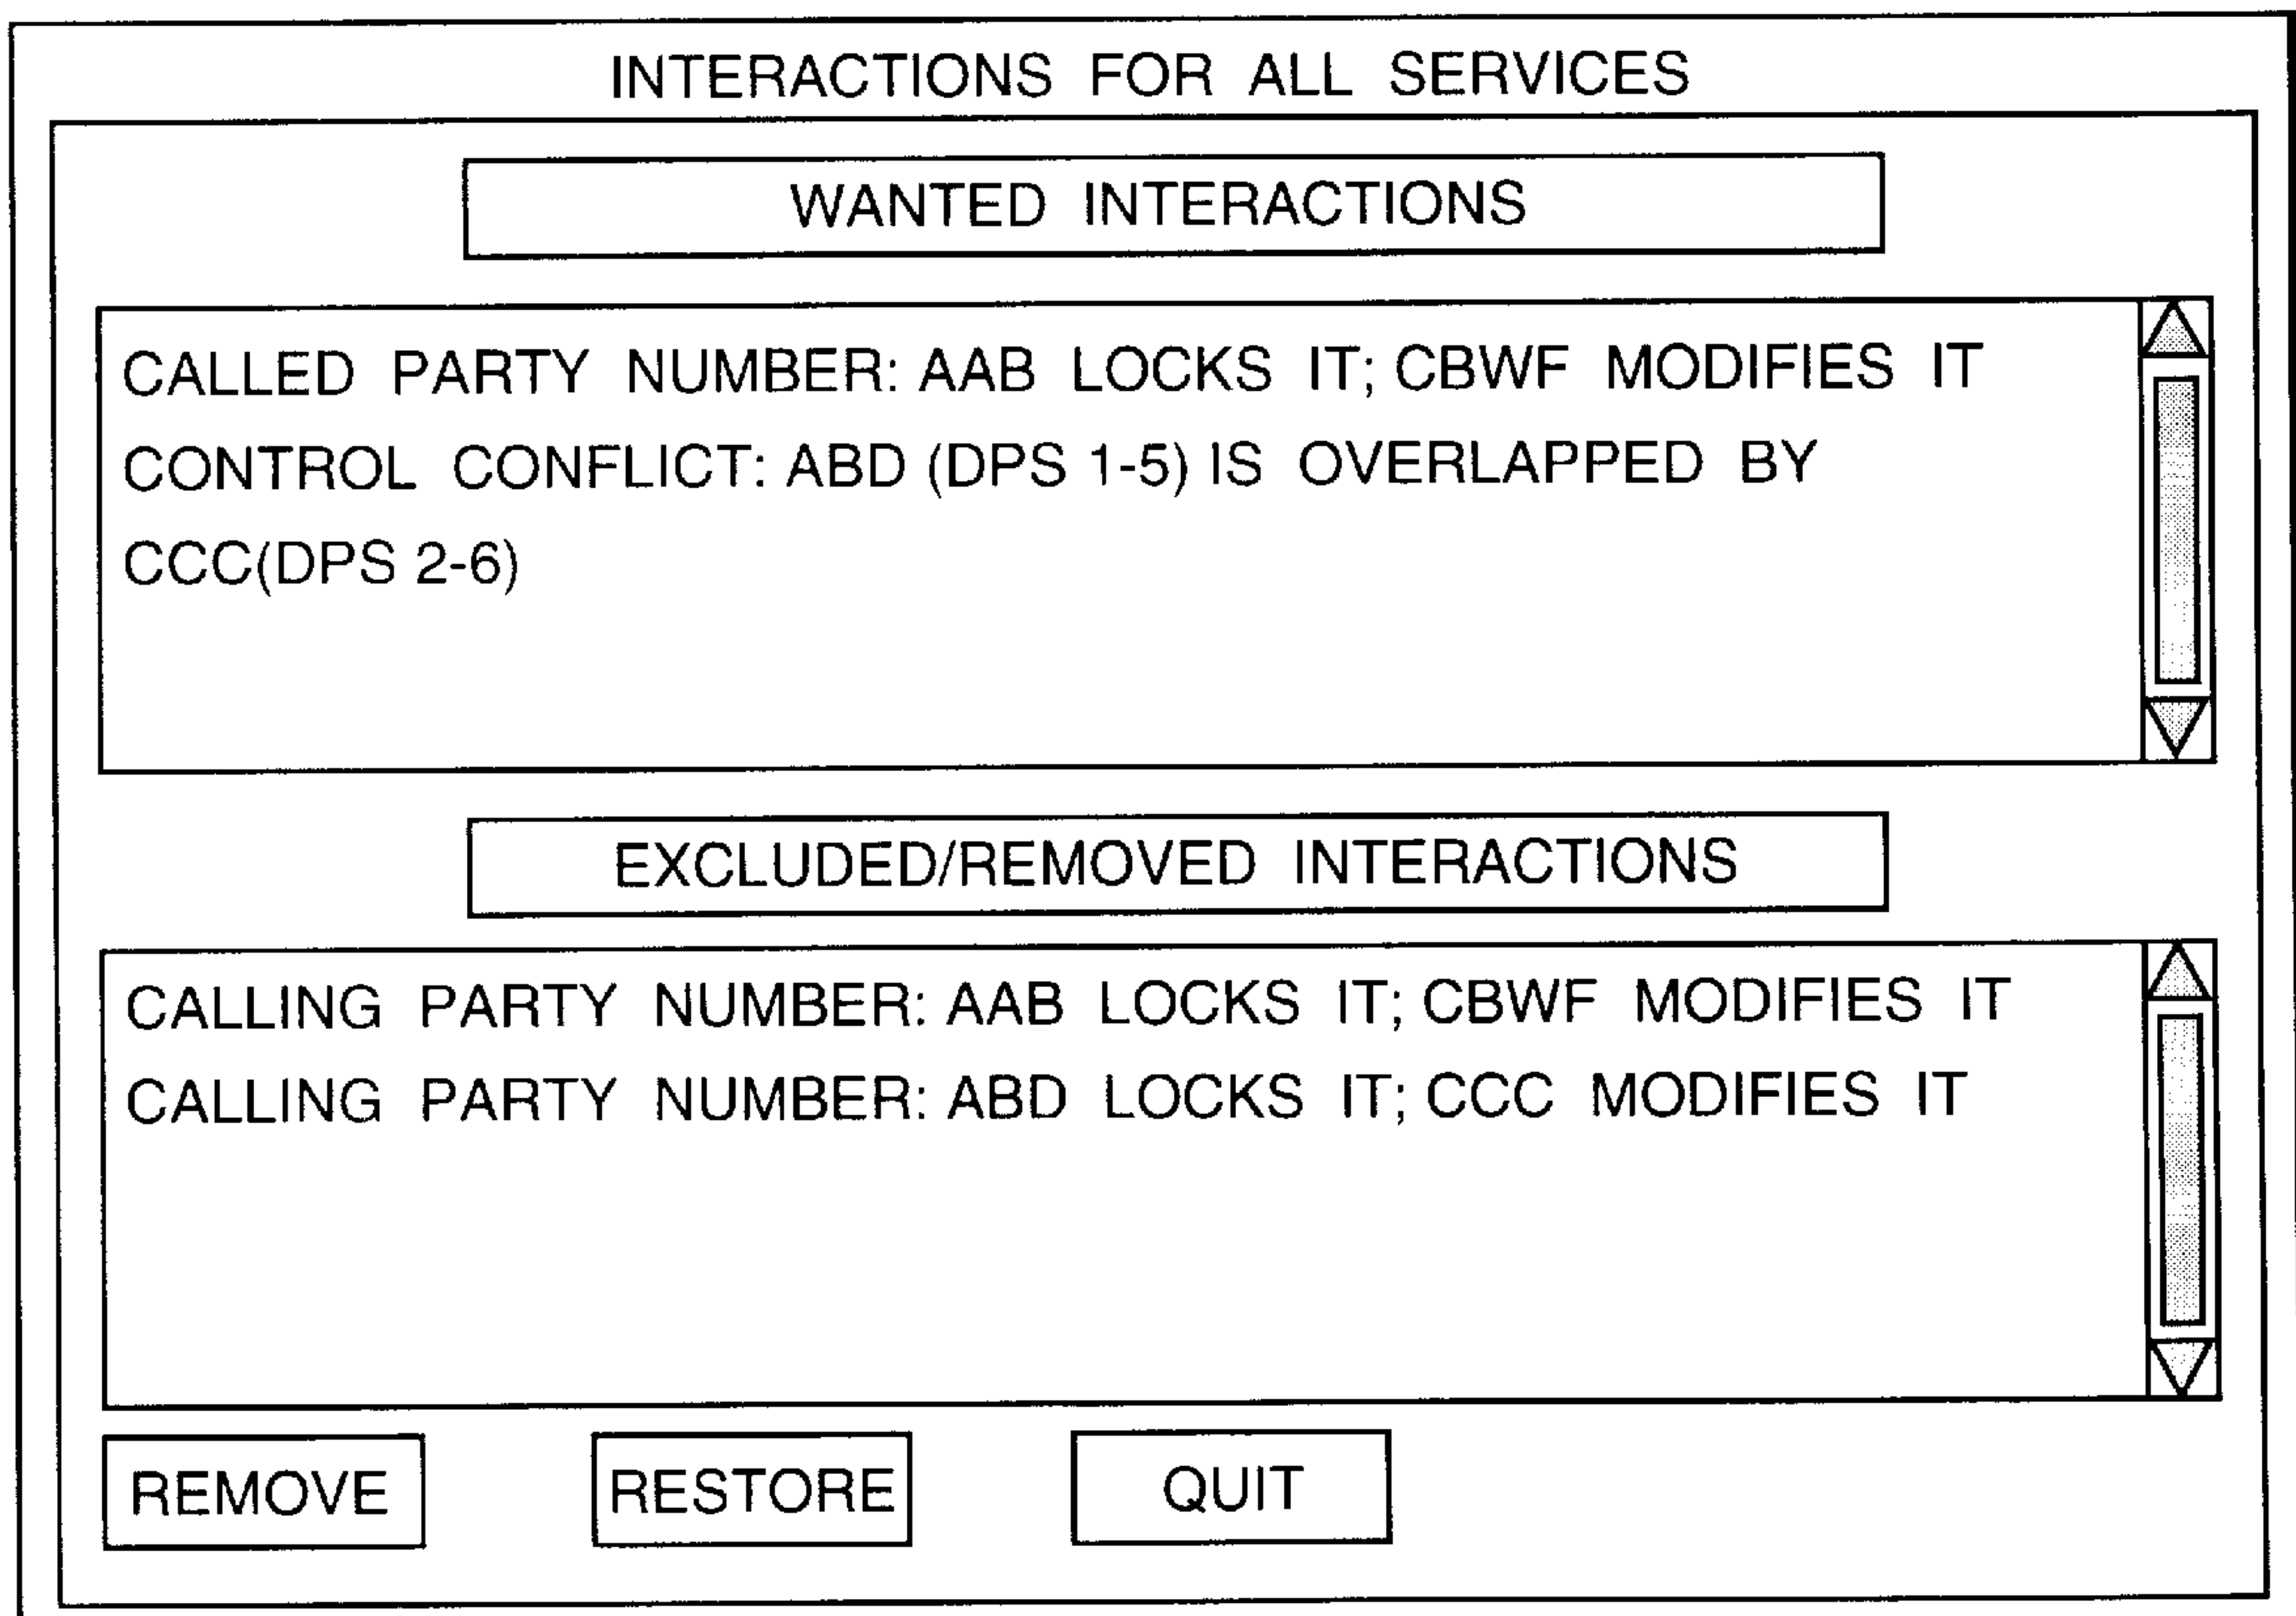 INTERACTIONS FOR ALL SERVICES
WANTED INTERACTIONS
CALLED PARTY NUMBER: AAB LOCKS IT; CBWF MODIFIES IT
CONTROL CONFLICT: ABD (DPS 1-5) IS OVERLAPPED BY
CCC(DPS 2-6)
EXCLUDED/REMOVED INTERACTIONS
CALLING PARTY NUMBER: AAB LOCKS IT; CBWF MODIFIES IT
CALLING PARTY NUMBER: ABD LOCKS IT; CCC MODIFIES IT
REMOVE RESTORE QUIT